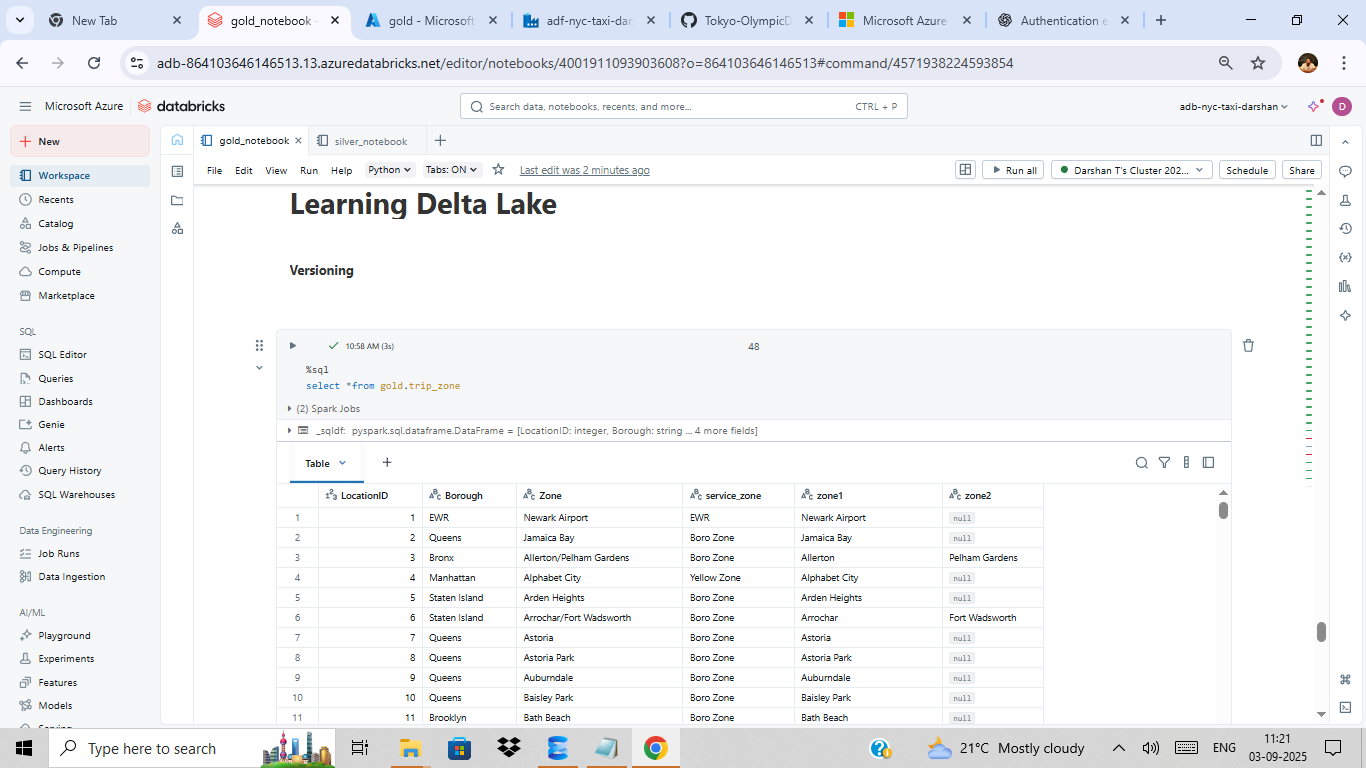 New Tab
gold_notebook -
gold - Microsoft
adf-nyc-taxi-dar
Tokyo-OlympicD
Microsoft Azure
Authentication e
adb-864103646146513.13.azuredatabricks.net/editor/notebooks/4001911093903608?o=864103646146513#command/4571938224593854
Microsoft Azure
databricks
Search data, notebooks, recents, and more...
CTRL + P
adb-nyc-taxi-darshan
D
New
gold_notebook
silver_notebook
File Edit View Run Help Python Tabs: ON Last edit was 2 minutes ago
Run all
Darshan T's Cluster 202...
Schedule
Share
Workspace
Recents
Catalog
Jobs & Pipelines
Compute
Marketplace
SQL
SQL Editor
Queries
Dashboards
Genie
Alerts
Query History
SQL Warehouses
Data Engineering
Job Runs
Data Ingestion
AI/ML
Playground
Experiments
Features
Models
Learning Delta Lake
Versioning
10:58 AM (3s)
48
%sql
select *from gold.trip_zone
(2) Spark Jobs
_sqldf: pyspark.sql.dataframe.DataFrame = [LocationID: integer, Borough: string ... 4 more fields]
Table
LocationID Borough Zone service_zone zone1 zone2
1 1 EWR Newark Airport EWR Newark Airport null
2 2 Queens Jamaica Bay Boro Zone Jamaica Bay null
3 3 Bronx Allerton/Pelham Gardens Boro Zone Allerton Pelham Gardens
4 4 Manhattan Alphabet City Yellow Zone Alphabet City null
5 5 Staten Island Arden Heights Boro Zone Arden Heights null
6 6 Staten Island Arrochar/Fort Wadsworth Boro Zone Arrochar Fort Wadsworth
7 7 Queens Astoria Boro Zone Astoria null
8 8 Queens Astoria Park Boro Zone Astoria Park null
9 9 Queens Auburndale Boro Zone Auburndale null
10 10 Queens Baisley Park Boro Zone Baisley Park null
11 11 Brooklyn Bath Beach Boro Zone Bath Beach null
Type here to search
21°C Mostly cloudy
ENG
11:21
03-09-2025